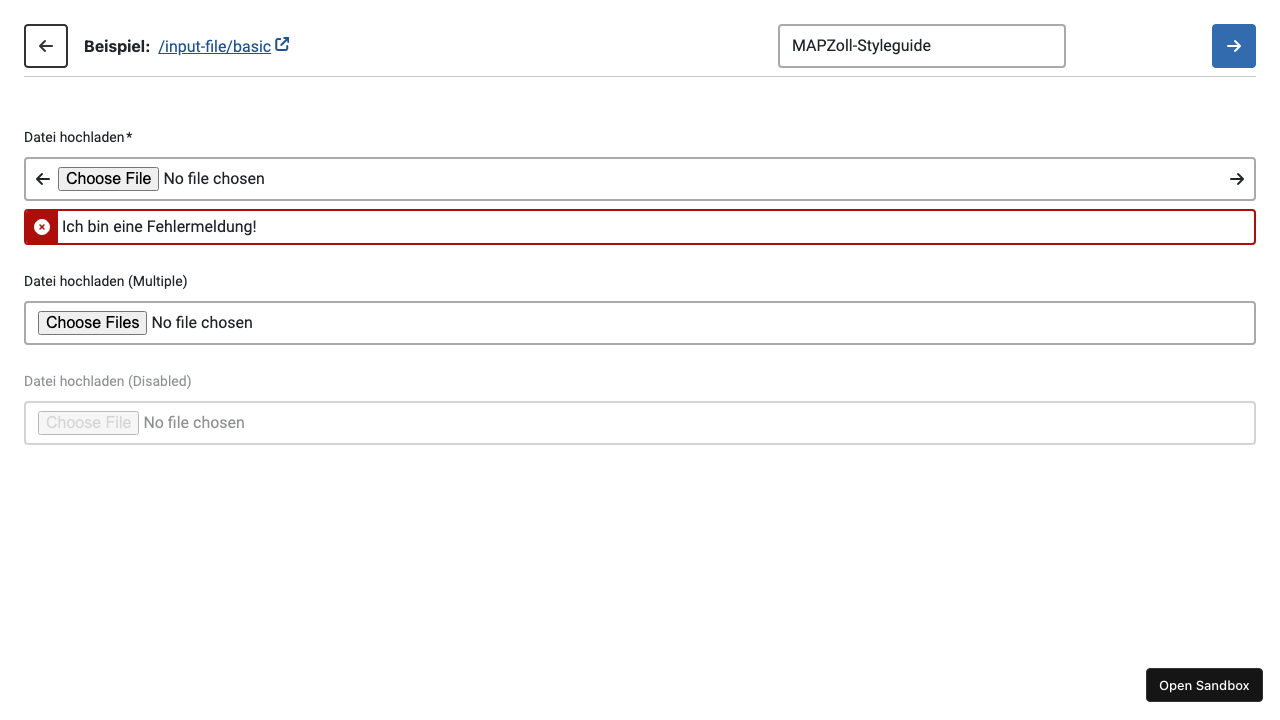 Beispiel: /input-file/basic MAPZoll-Styleguide
Datei hochladen*
Choose File No file chosen
Ich bin eine Fehlermeldung!
Datei hochladen (Multiple)
Choose Files No file chosen
Datei hochladen (Disabled)
Choose File No file chosen
Open Sandbox